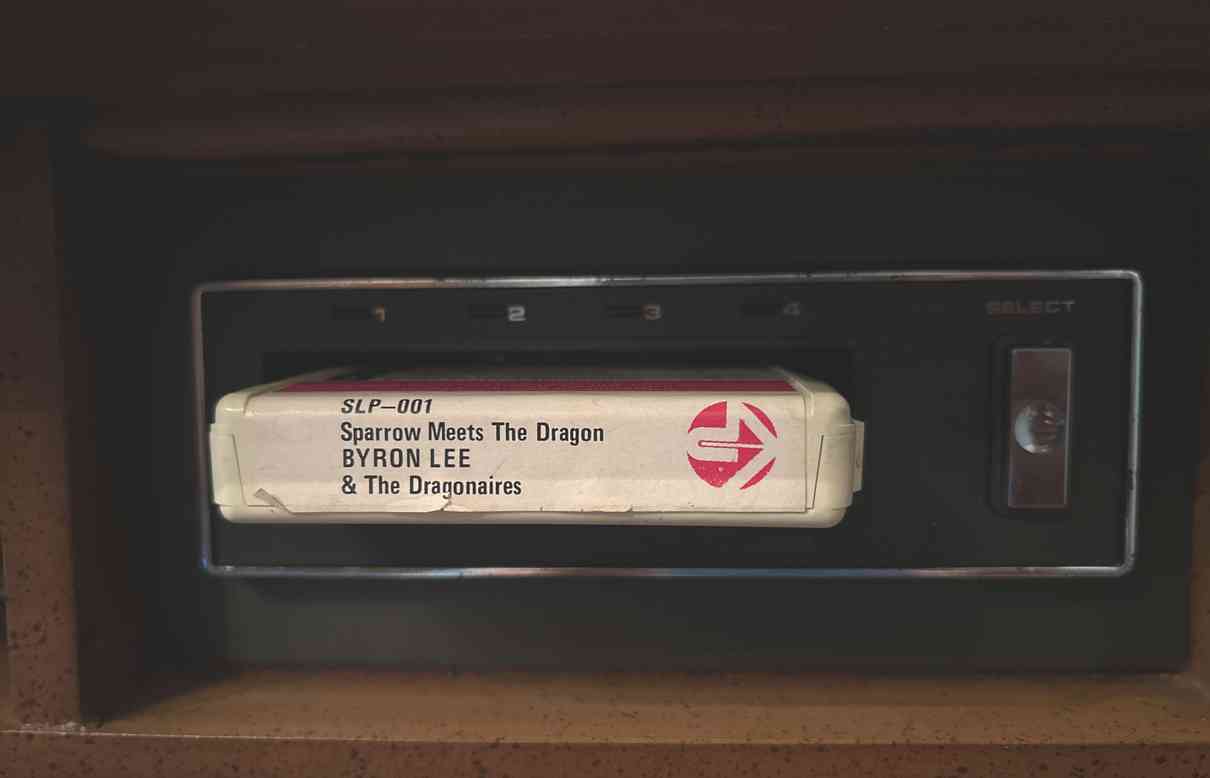 1 2 3 4
SELECT
SLP–001
Sparrow Meets The Dragon
BYRON LEE
& The Dragonaires